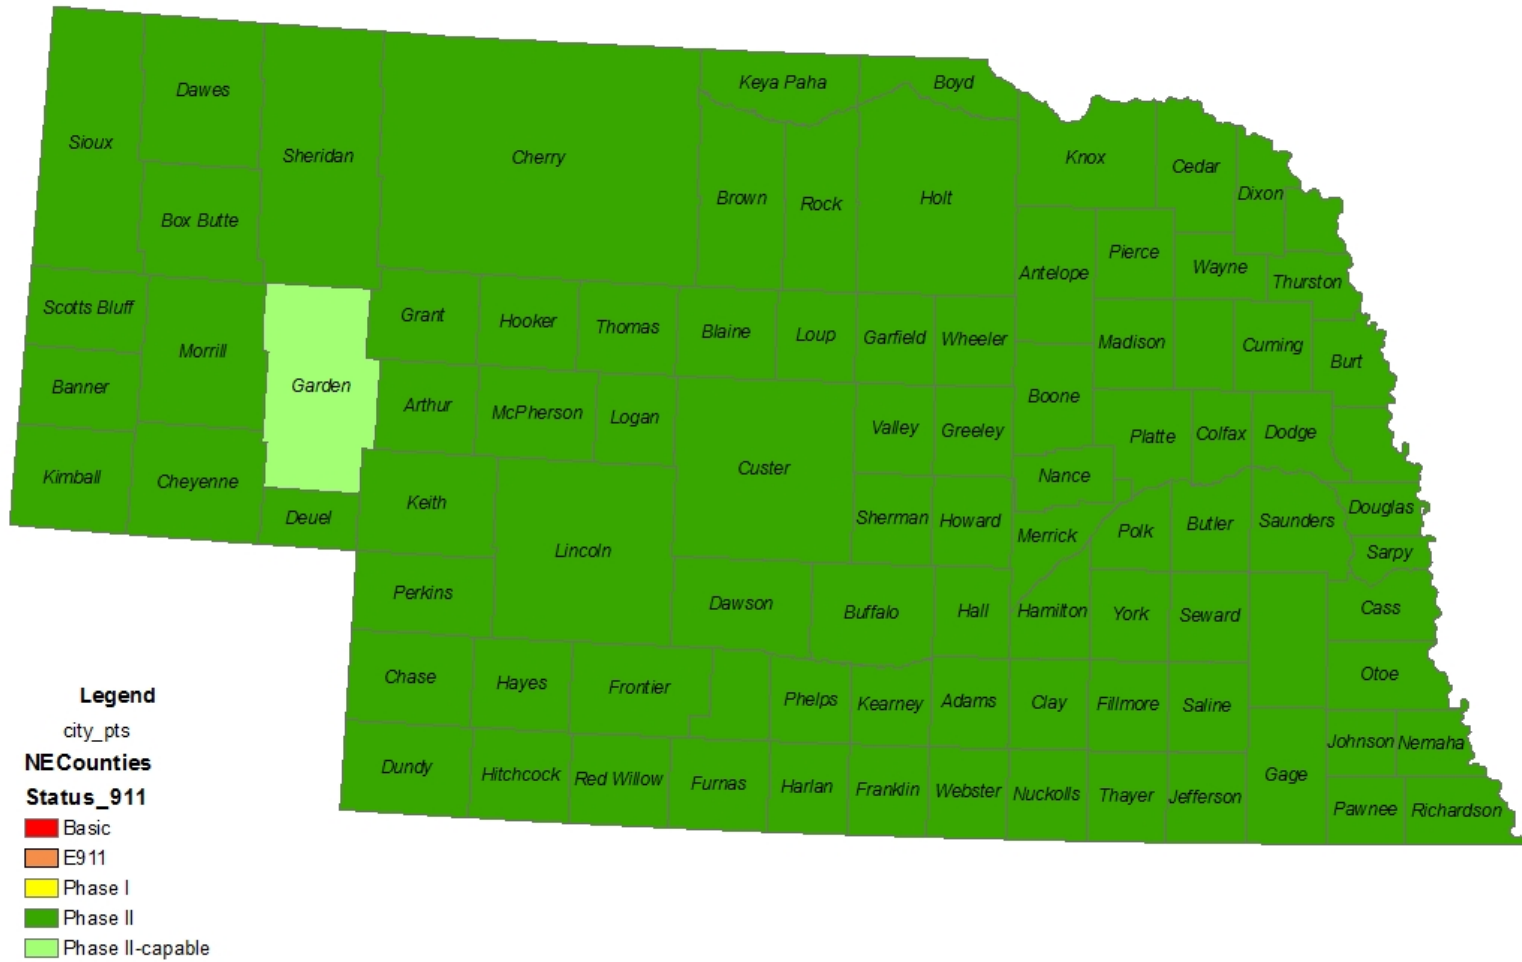 Keya Paha
Boyd
Dawes
Sioux
Sheridan
Cherry
Knox
Cedar
Dixon
Brown
Rock
Holt
Box Butte
Pierce
Wayne
Antelope
Thurston
Scotts Bluff
Grant
Hooker
Thomas
Blaine
Loup
Garfield
Wheeler
Madison
Cuming
Burt
Morrill
Garden
Banner
Arthur
McPherson
Logan
Boone
Valley
Greeley
Platte
Colfax
Dodge
Custer
Nance
Kimball
Cheyenne
Keith
Deuel
Sherman
Howard
Merrick
Polk
Butler
Saunders
Douglas
Sarpy
Lincoln
Perkins
Dawson
Buffalo
Hall
Hamilton
York
Seward
Cass
Chase
Hayes
Frontier
Phelps
Kearney
Adams
Clay
Fillmore
Saline
Otoe
Johnson
Nemaha
Dundy
Hitchcock
Red Willow
Furnas
Harlan
Franklin
Webster
Nuckolls
Thayer
Jefferson
Gage
Pawnee
Richardson
Legend
city_pts
NECounties
Status_911
Basic
E911
Phase I
Phase II
Phase II-capable